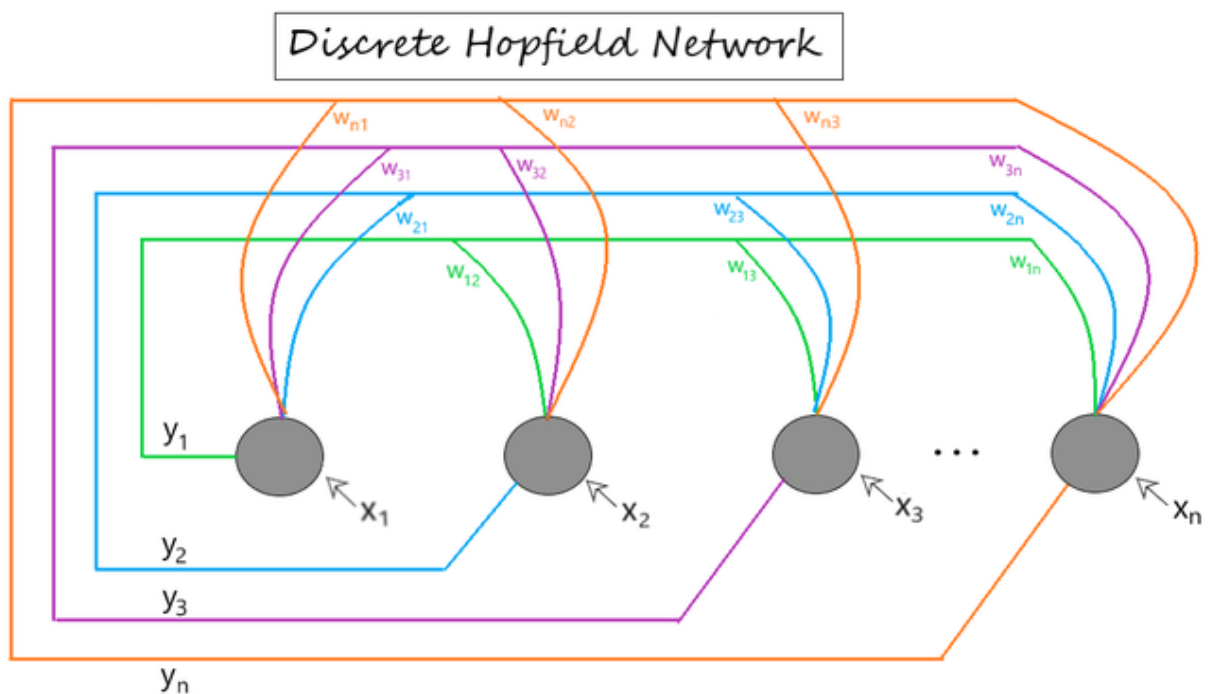 Discrete Hopfield Network
wn1 wn2 wn3
w31 w32 w3n
w21 w23 w2n
w12 w13 w1n
y1
x1 x2 x3 ... xn
y2
y3
yn